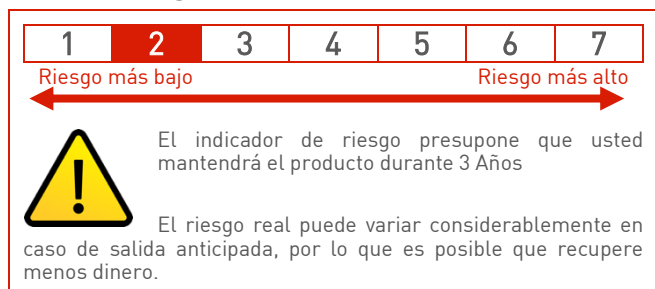 1 2 3 4 5 6 7
Riesgo más bajo Riesgo más alto
El indicador de riesgo presupone que usted
mantendrá el producto durante 3 Años
El riesgo real puede variar considerablemente en
caso de salida anticipada, por lo que es posible que recupere
menos dinero.